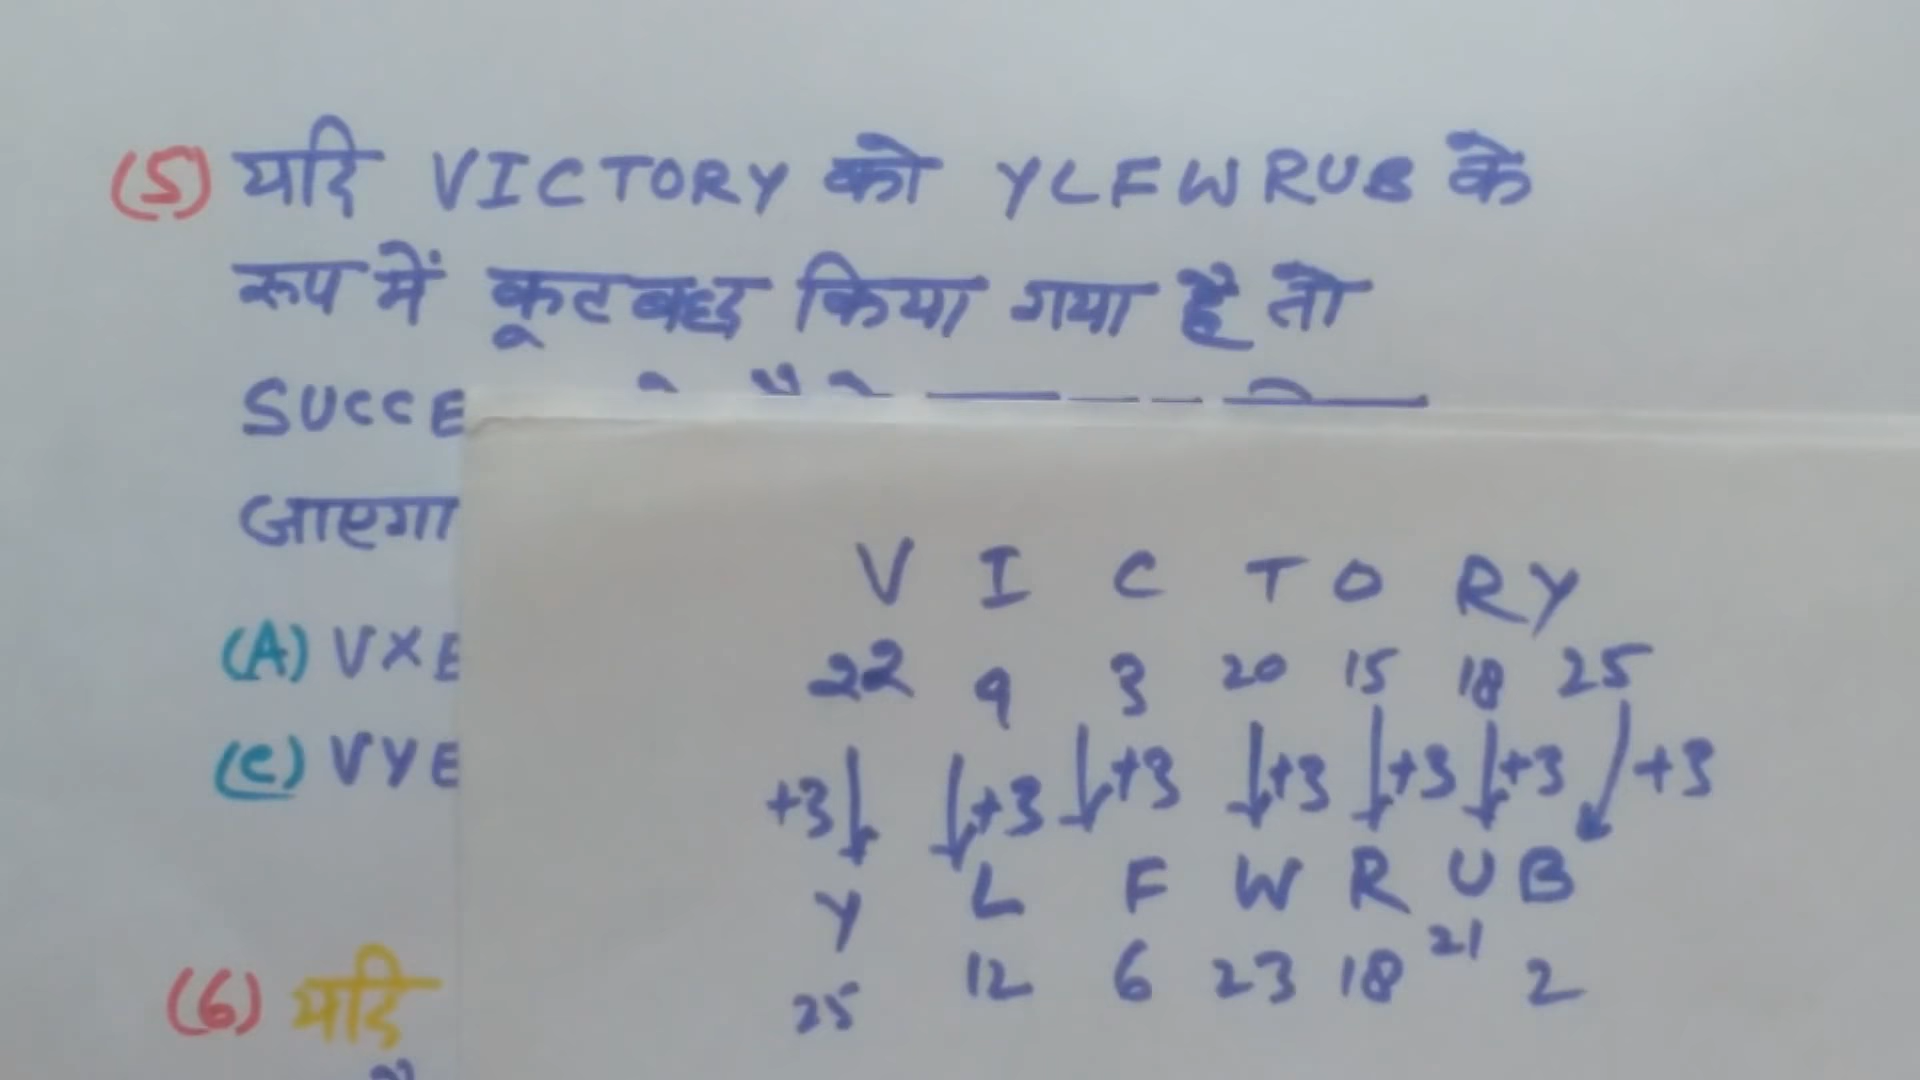 (5) यदि VICTORY को YLFWRUB के
रूप में कूटबद्ध किया गया है तो
SUCCE
जाएगा
(A) VXE
(C) VYE
(6) यदि
V I C T O R Y
22 9 3 20 15 18 25
+3 +3 +3 +3 +3 +3 +3
Y L F W R U B
25 12 6 23 18 21 2